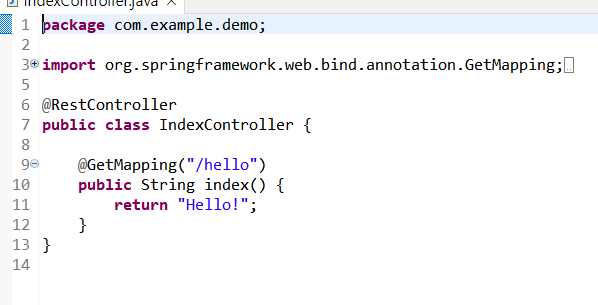 IndexController.java
1 package com.example.demo;
2
3 import org.springframework.web.bind.annotation.GetMapping;
5
6 @RestController
7 public class IndexController {
8
9 @GetMapping("/hello")
10 public String index() {
11 return "Hello!";
12 }
13 }
14